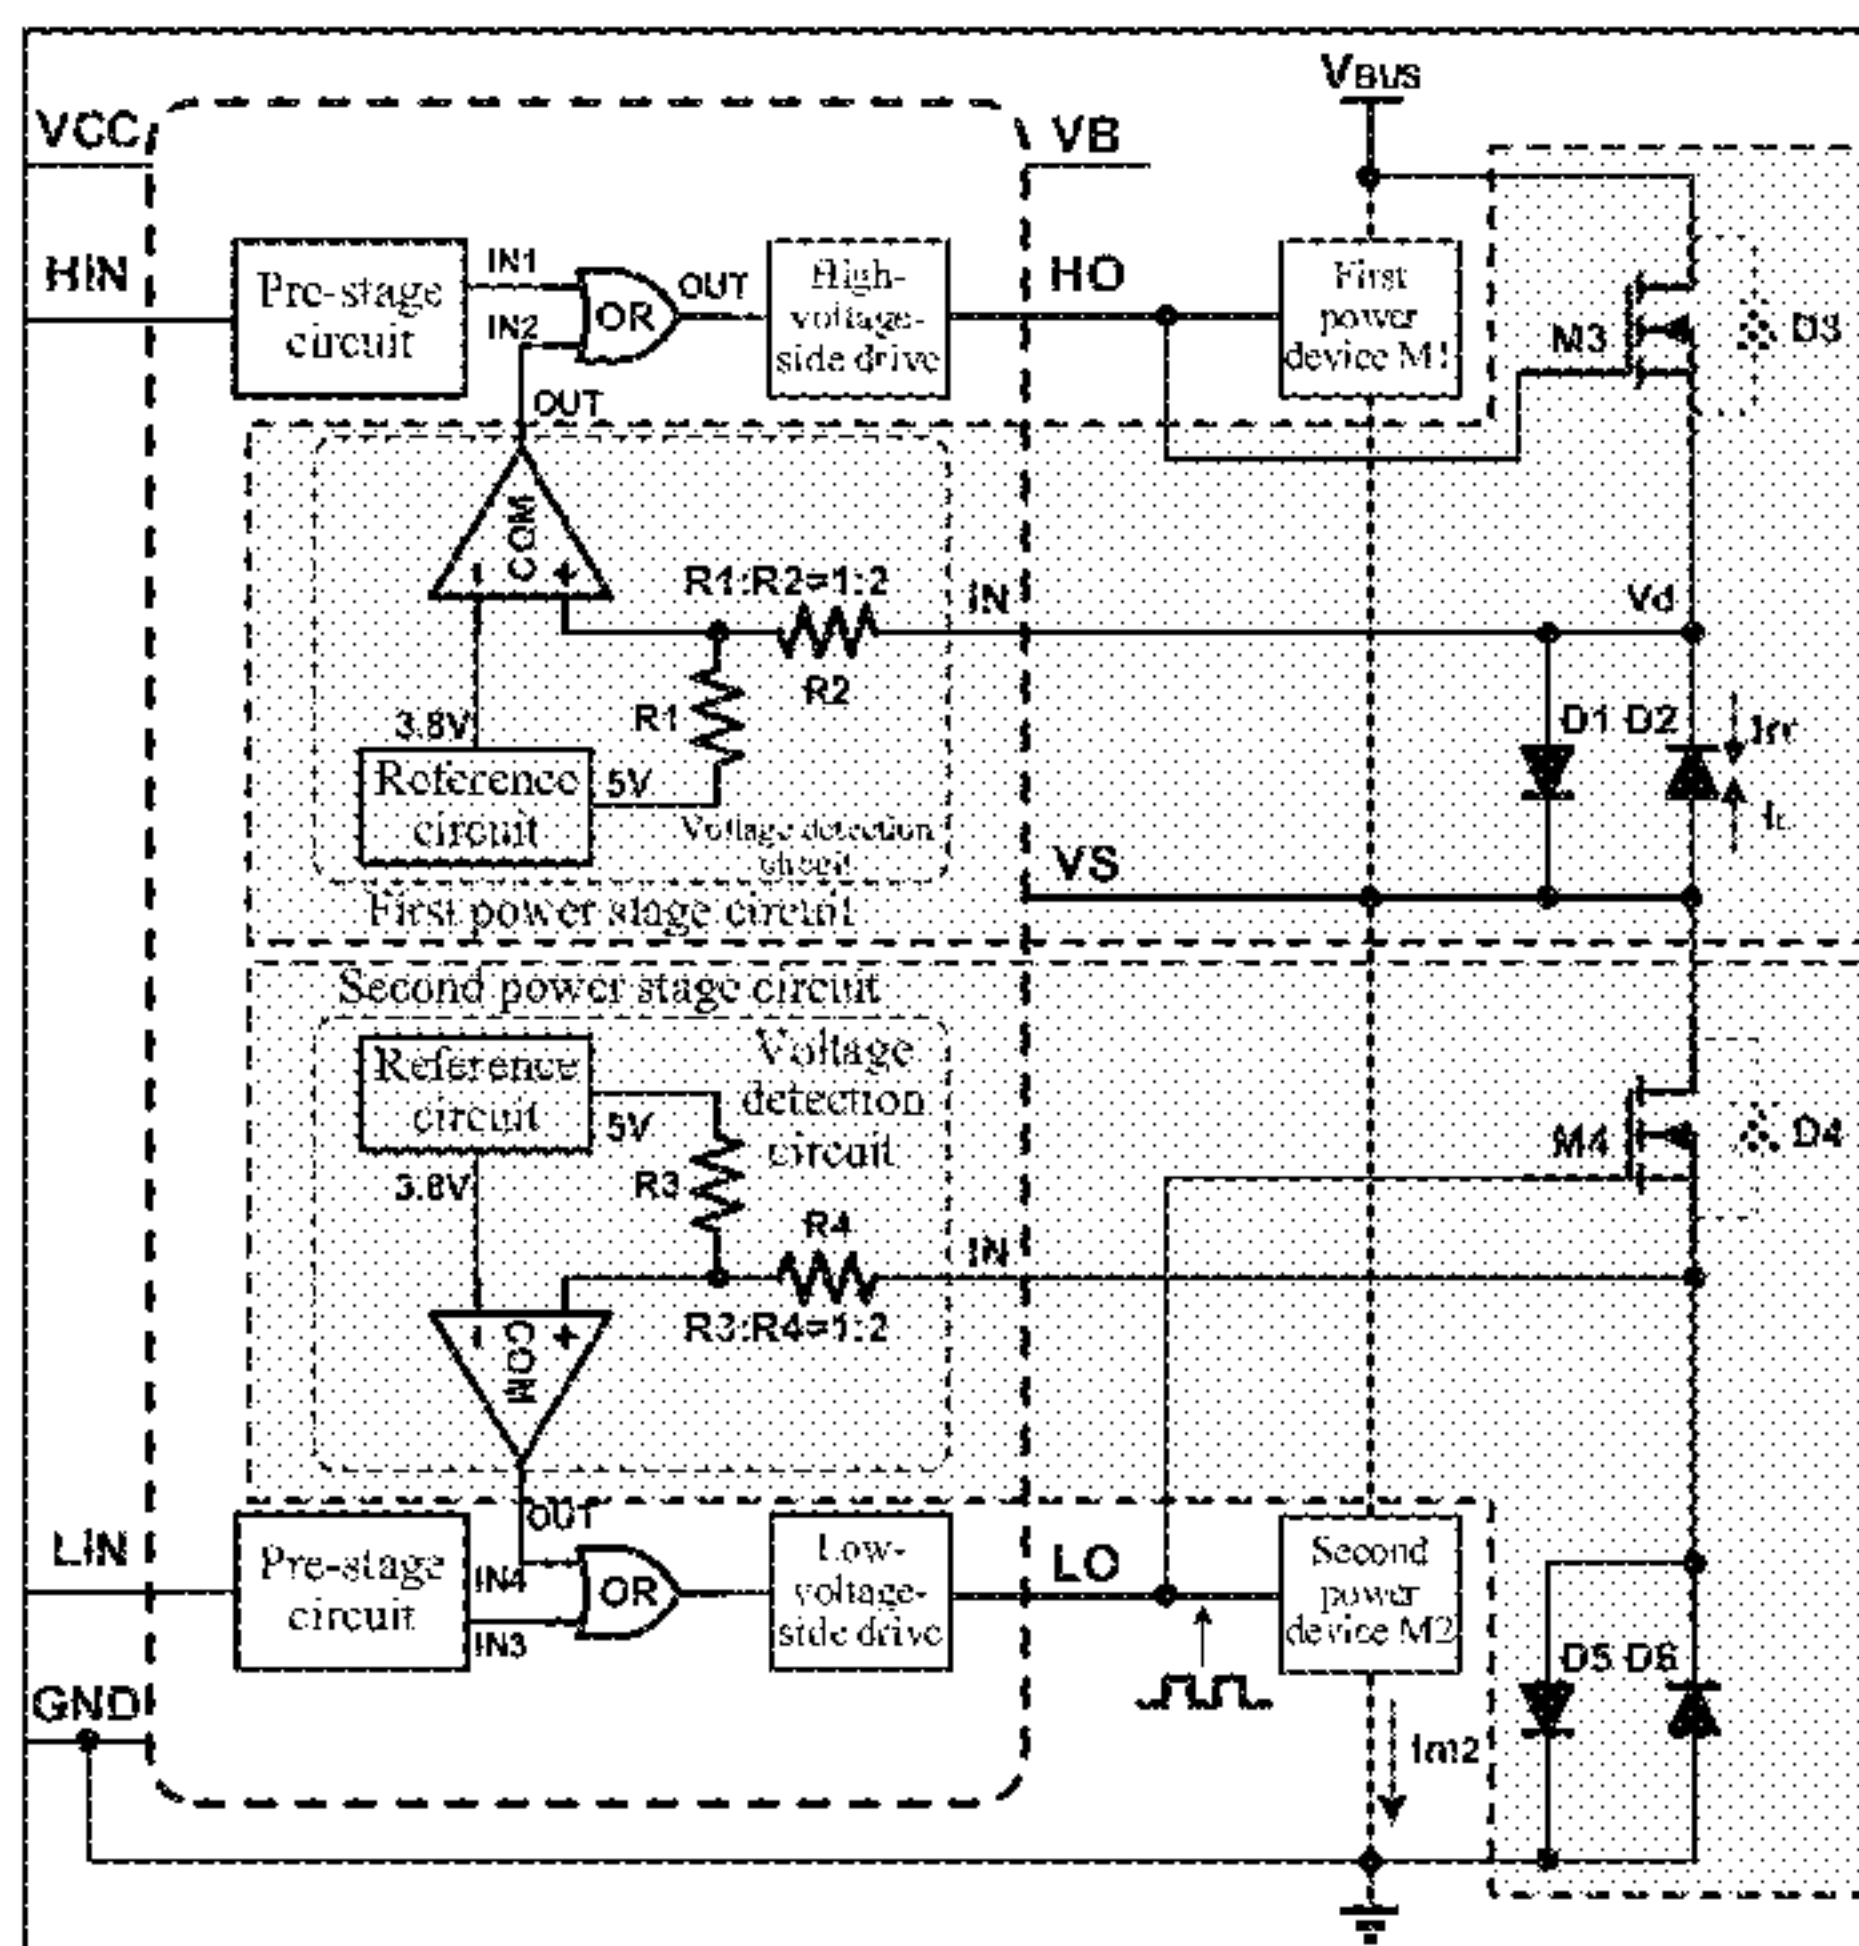 VBUS
VCC
VB
HIN
Pre-stage
circuit
IN1
IN2
OR
OUT
High-
voltage-
side drive
HO
First
power
device M1
M3
D3
OUT
COM
- +
R1:R2=1:2
IN
Vd
R2
R1
3.8V
Reference
circuit
5V
Voltage detection
circuit
D1 D2
Irr
IL
VS
First power stage circuit
Second power stage circuit
Reference
circuit
5V
Voltage
detection
circuit
3.8V
R3
R4
IN
R3:R4=1:2
M4
D4
- +
COM
OUT
LIN
Pre-stage
circuit
IN4
IN3
OR
Low-
voltage-
side drive
LO
Second
power
device M2
D5 D6
GND
Im2